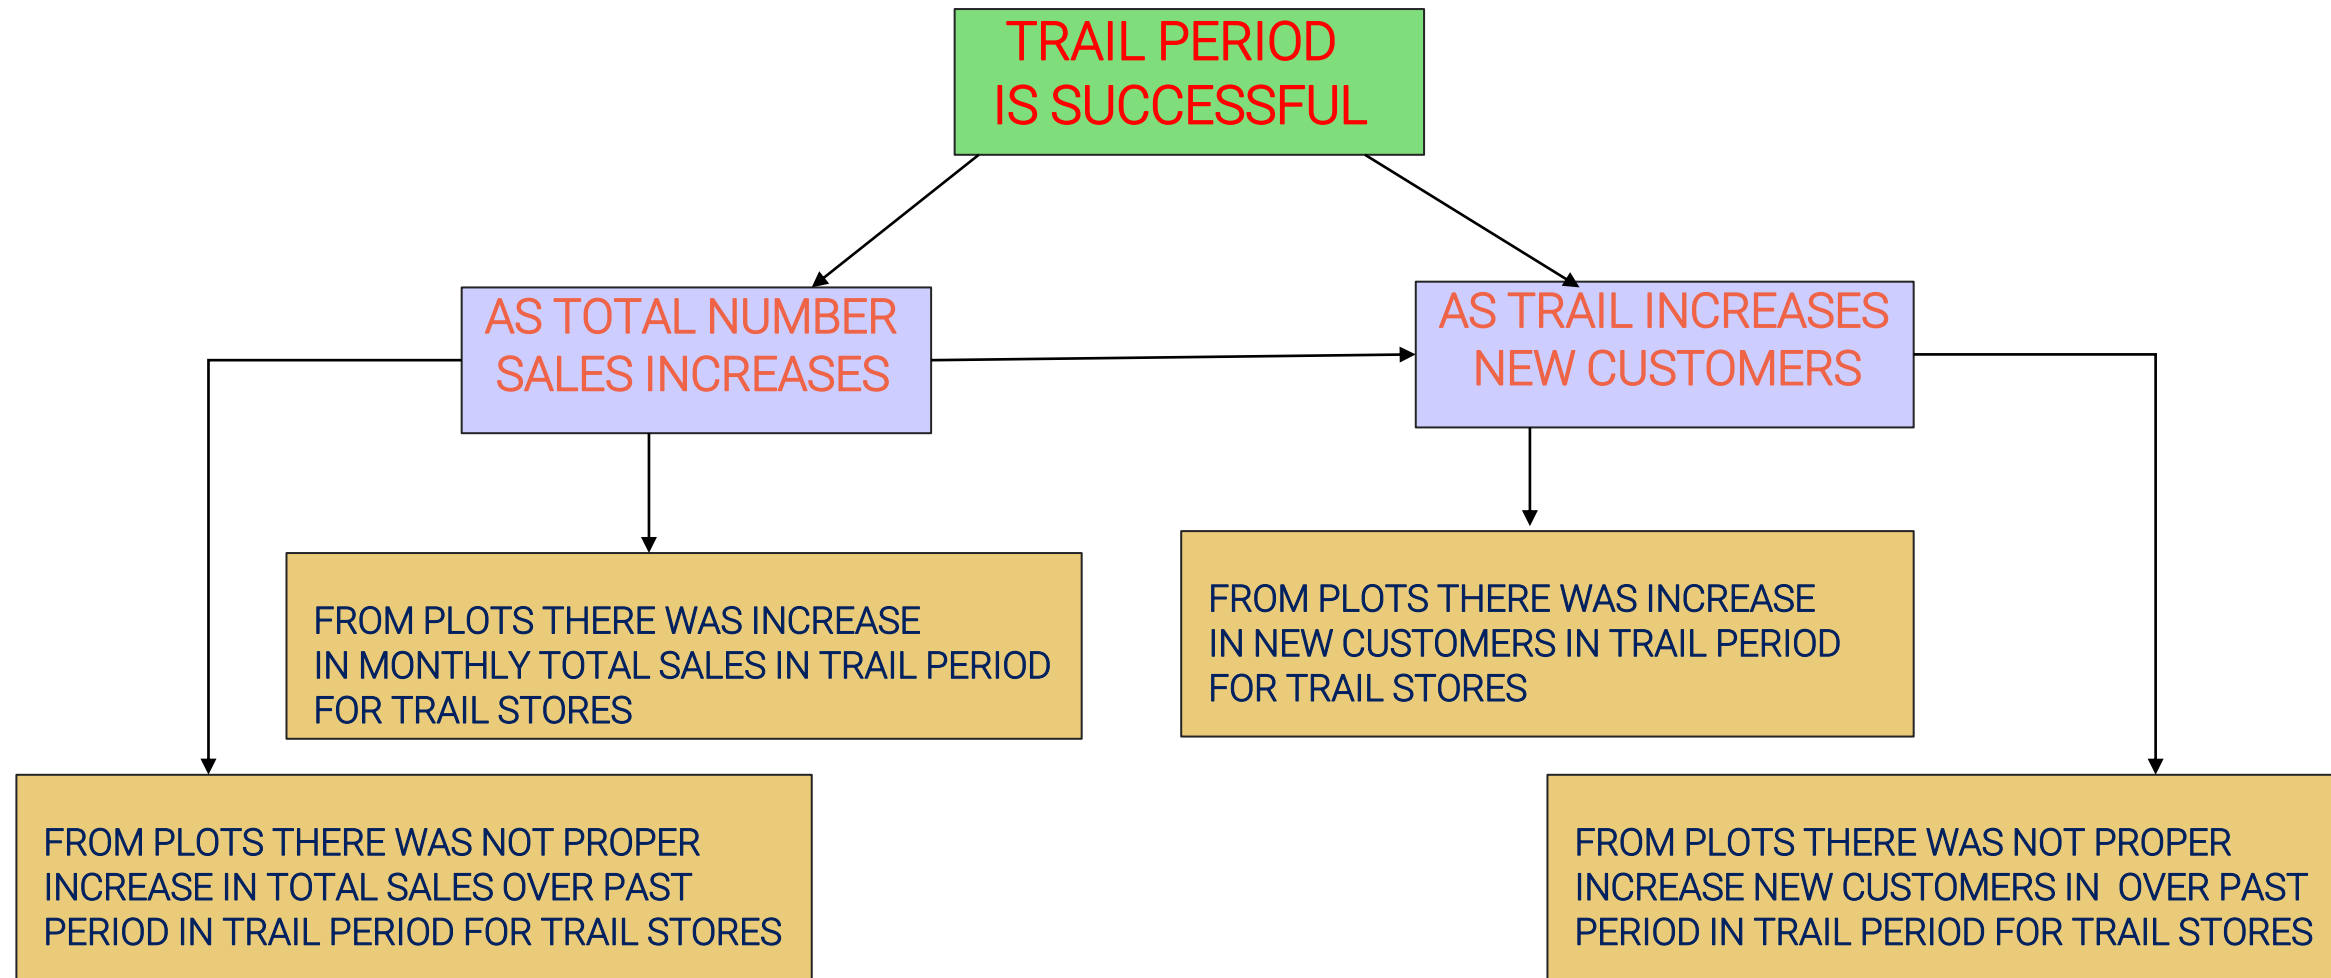 TRAIL PERIOD
IS SUCCESSFUL
AS TOTAL NUMBER
SALES INCREASES
AS TRAIL INCREASES
NEW CUSTOMERS
FROM PLOTS THERE WAS INCREASE
IN MONTHLY TOTAL SALES IN TRAIL PERIOD
FOR TRAIL STORES
FROM PLOTS THERE WAS INCREASE
IN NEW CUSTOMERS IN TRAIL PERIOD
FOR TRAIL STORES
FROM PLOTS THERE WAS NOT PROPER
INCREASE IN TOTAL SALES OVER PAST
PERIOD IN TRAIL PERIOD FOR TRAIL STORES
FROM PLOTS THERE WAS NOT PROPER
INCREASE NEW CUSTOMERS IN  OVER PAST
PERIOD IN TRAIL PERIOD FOR TRAIL STORES